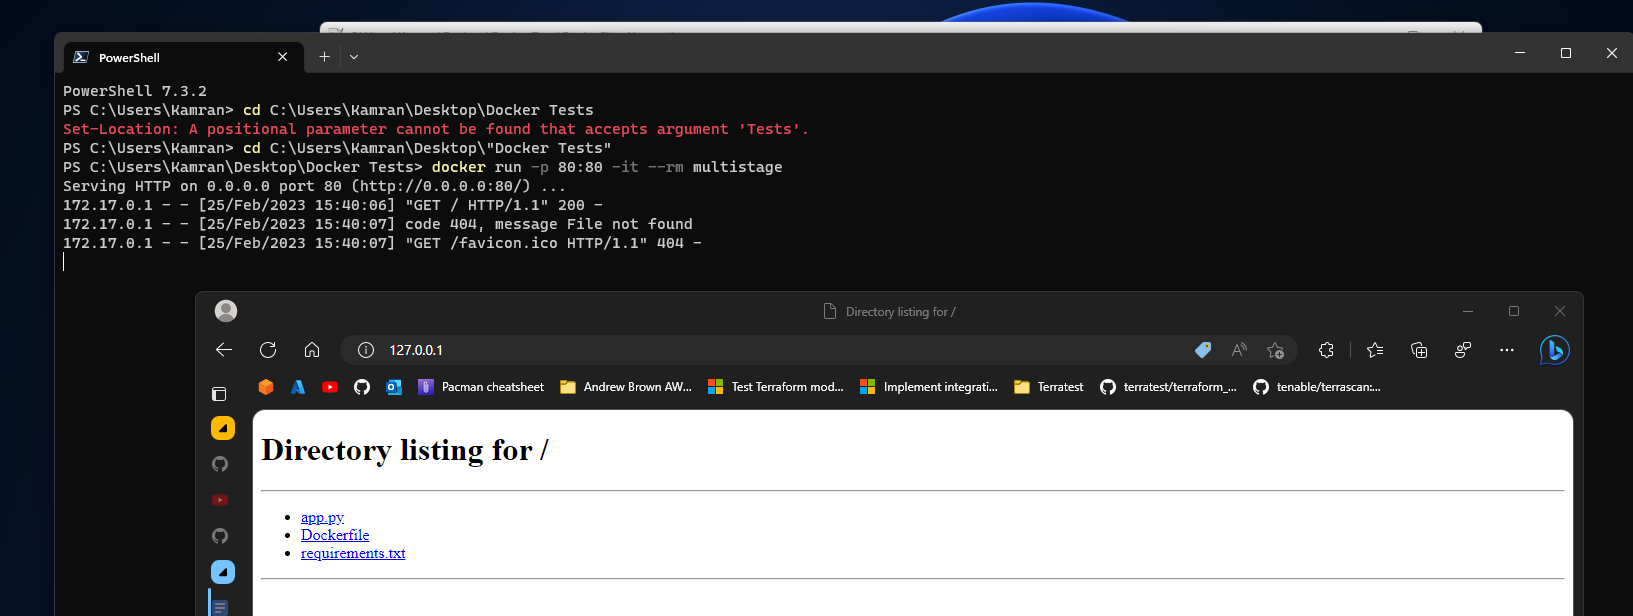 PowerShell
PowerShell 7.3.2
PS C:\Users\Kamran> cd C:\Users\Kamran\Desktop\Docker Tests
Set-Location: A positional parameter cannot be found that accepts argument 'Tests'.
PS C:\Users\Kamran> cd C:\Users\Kamran\Desktop\"Docker Tests"
PS C:\Users\Kamran\Desktop\Docker Tests> docker run -p 80:80 -it --rm multistage
Serving HTTP on 0.0.0.0 port 80 (http://0.0.0.0:80/) ...
172.17.0.1 - - [25/Feb/2023 15:40:06] "GET / HTTP/1.1" 200 -
172.17.0.1 - - [25/Feb/2023 15:40:07] code 404, message File not found
172.17.0.1 - - [25/Feb/2023 15:40:07] "GET /favicon.ico HTTP/1.1" 404 -
Directory listing for /
127.0.0.1
Pacman cheatsheet Andrew Brown AW... Test Terraform mod... Implement integrati... Terratest terratest/terraform_... tenable/terrascan:...
Directory listing for /
app.py
Dockerfile
requirements.txt